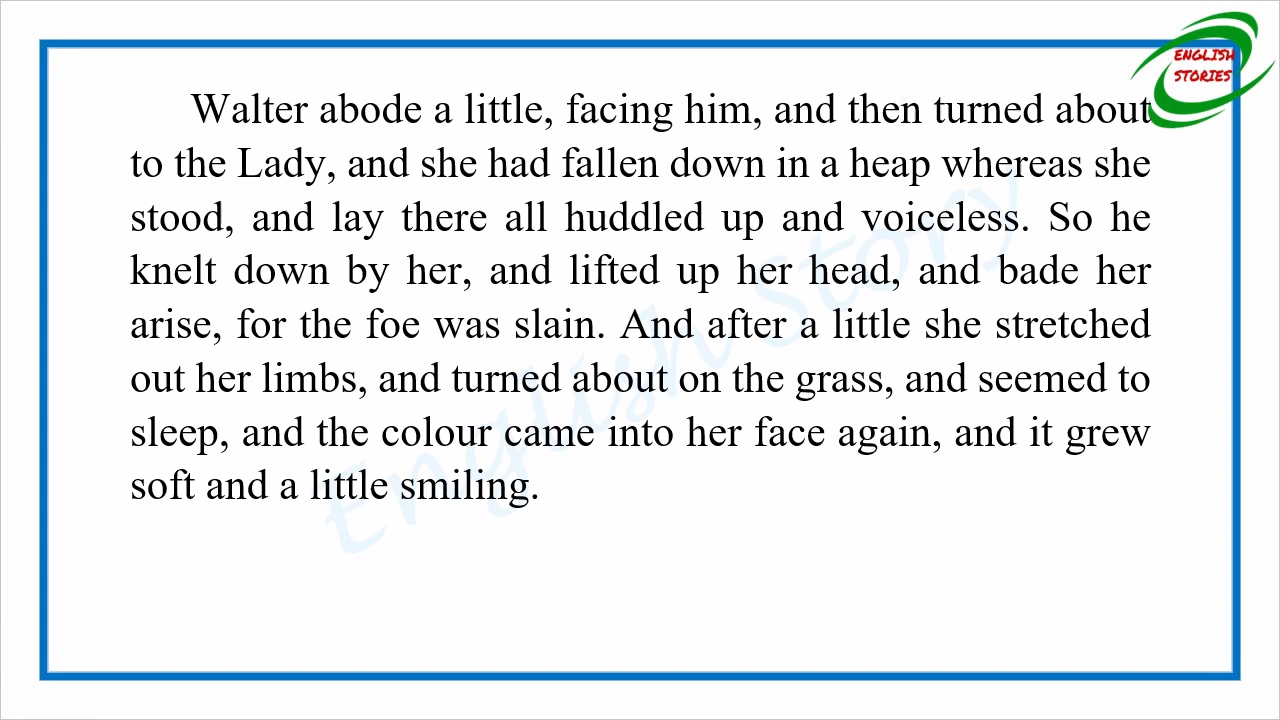 ENGLISH
STORIES
Walter abode a little, facing him, and then turned about
to the Lady, and she had fallen down in a heap whereas she
stood, and lay there all huddled up and voiceless. So he
knelt down by her, and lifted up her head, and bade her
arise, for the foe was slain. And after a little she stretched
out her limbs, and turned about on the grass, and seemed to
sleep, and the colour came into her face again, and it grew
soft and a little smiling.
English Story